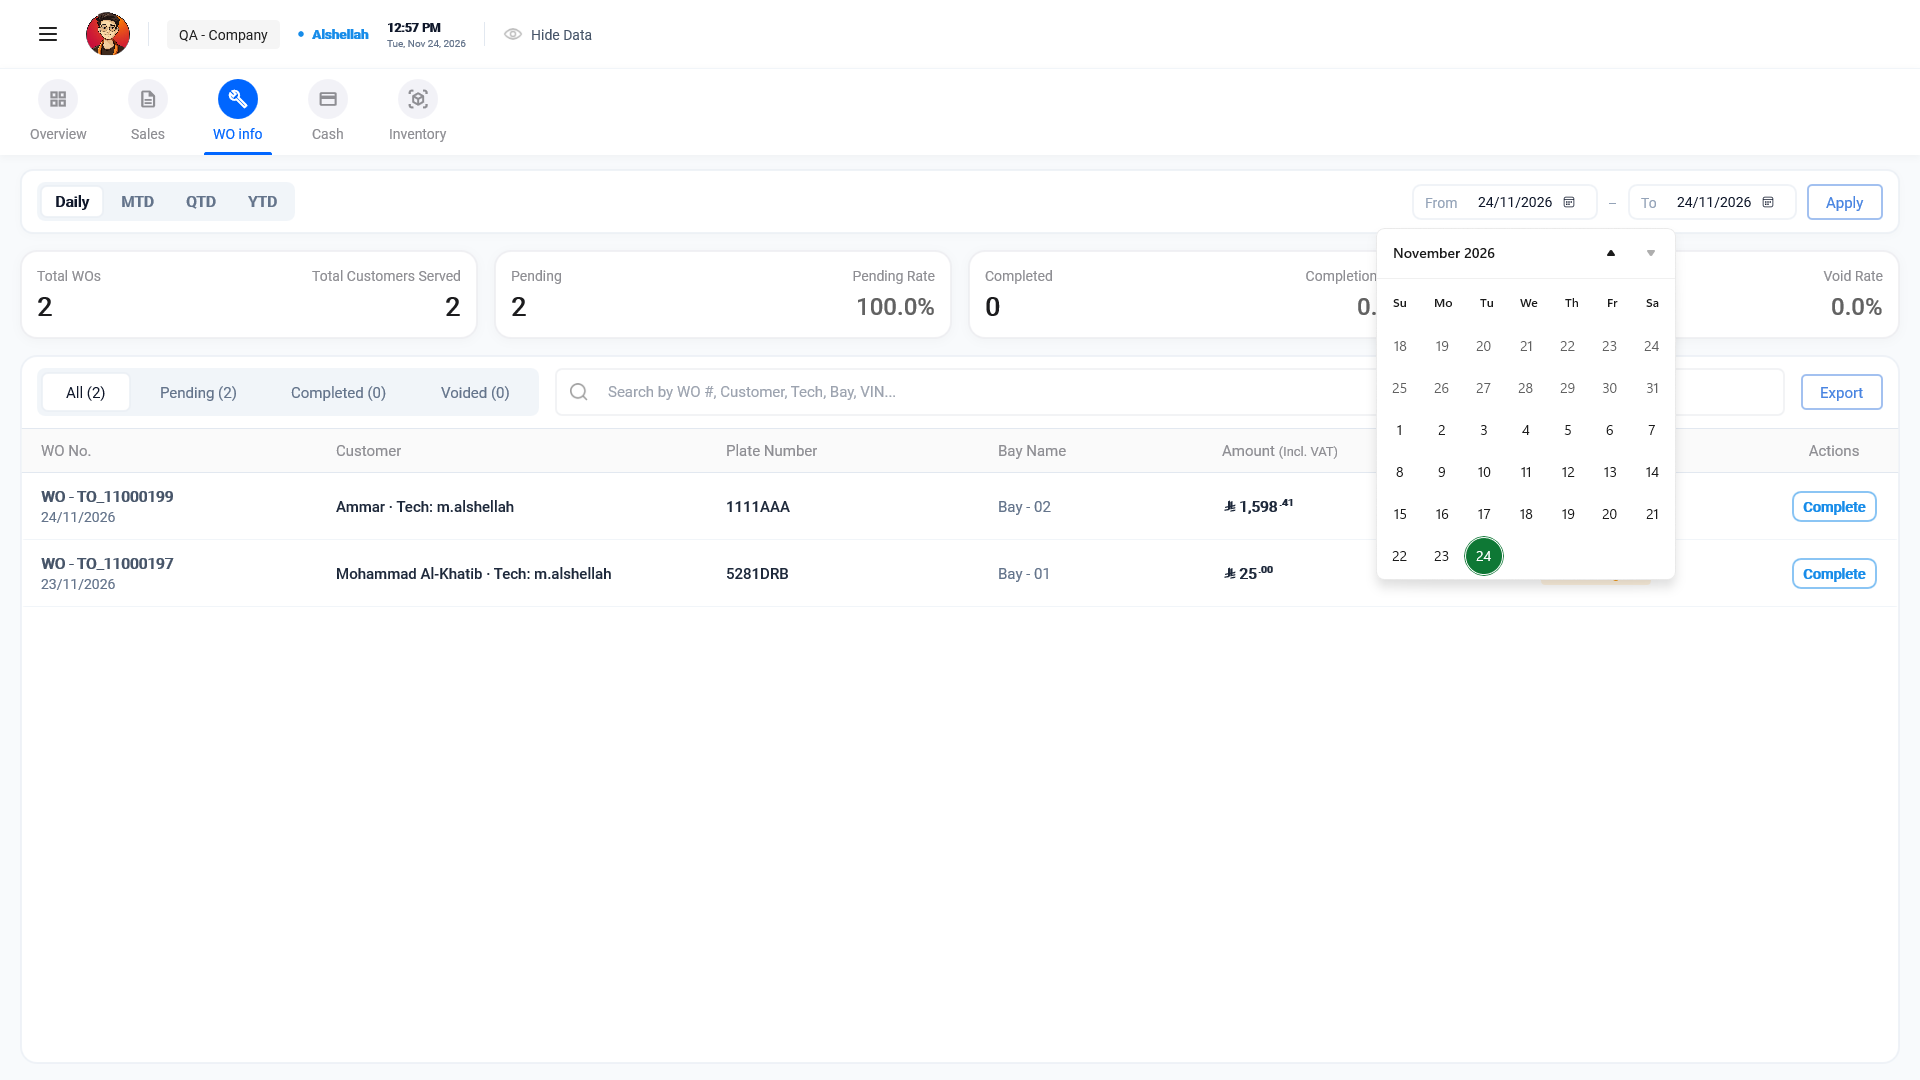 QA - Company
• Alshellah
12:57 PM
Tue, Nov 24, 2026
Hide Data
Overview
Sales
WO info
Cash
Inventory
Daily MTD QTD YTD
From 24/11/2026 – To 24/11/2026 Apply
Total WOs
2
Total Customers Served
2
Pending
2
Pending Rate
100.0%
Completed
0
Completion
0.
Void Rate
0.0%
November 2026
Su Mo Tu We Th Fr Sa
18 19 20 21 22 23 24
25 26 27 28 29 30 31
1 2 3 4 5 6 7
8 9 10 11 12 13 14
15 16 17 18 19 20 21
22 23 24
All (2) Pending (2) Completed (0) Voided (0)
Search by WO #, Customer, Tech, Bay, VIN...
Export
WO No. Customer Plate Number Bay Name Amount (Incl. VAT) Actions
WO - TO_11000199
24/11/2026
Ammar · Tech: m.alshellah 1111AAA Bay - 02 1,598.41 Complete
WO - TO_11000197
23/11/2026
Mohammad Al-Khatib · Tech: m.alshellah 5281DRB Bay - 01 25.00 Complete